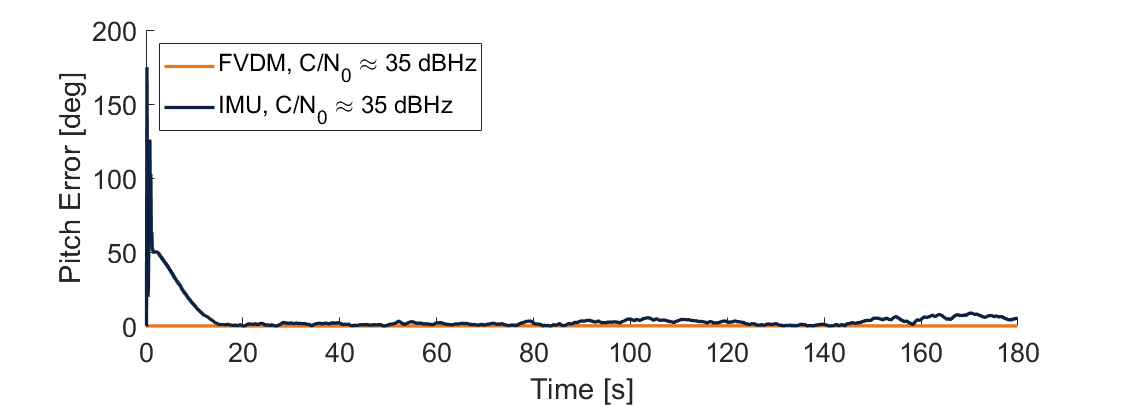 200
150
100
50
0
Pitch Error [deg]
FVDM, C/N0 ≈ 35 dBHz
IMU, C/N0 ≈ 35 dBHz
0 20 40 60 80 100 120 140 160 180
Time [s]